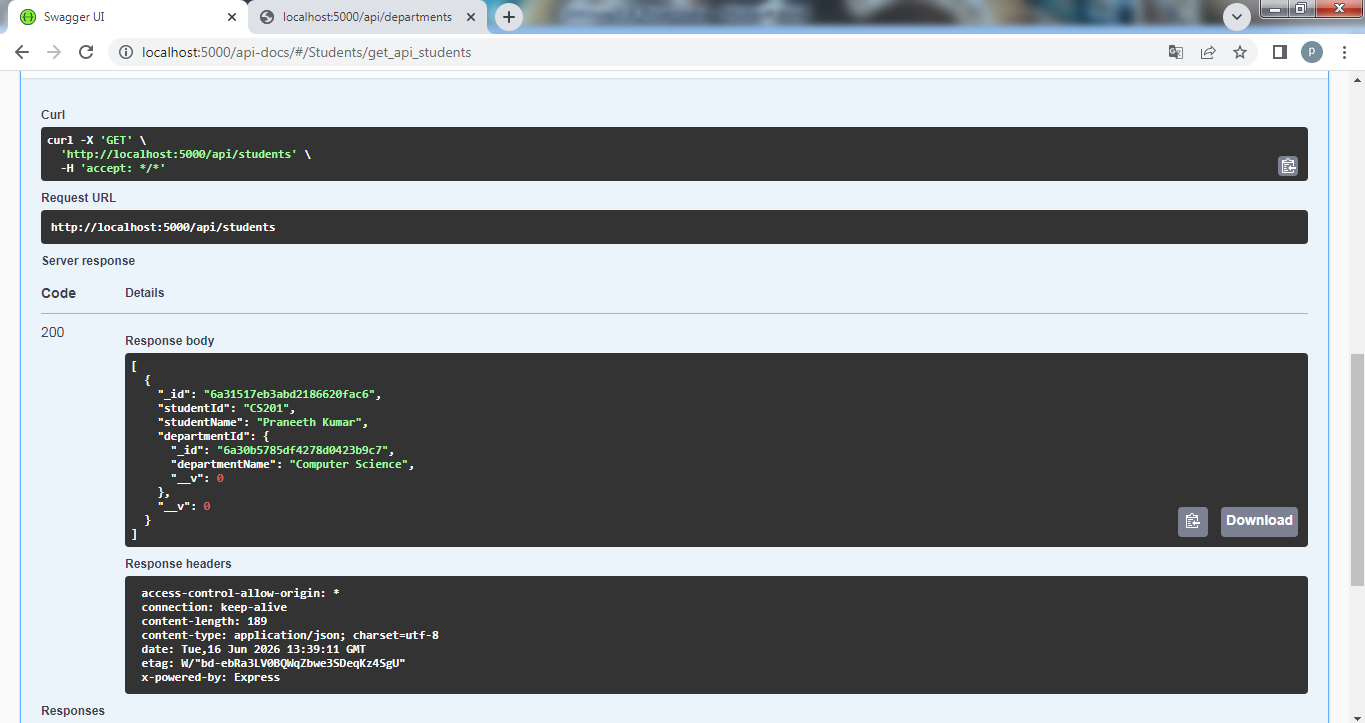 Swagger UI
localhost:5000/api/departments
localhost:5000/api-docs/#/Students/get_api_students
P
Curl
curl -X 'GET' \
'http://localhost:5000/api/students' \
-H 'accept: */*'
Request URL
http://localhost:5000/api/students
Server response
Code Details
200
Response body
[
{
"_id": "6a31517eb3abd2186620fac6",
"studentId": "CS201",
"studentName": "Praneeth Kumar",
"departmentId": {
"_id": "6a30b5785df4278d0423b9c7",
"departmentName": "Computer Science",
"__v": 0
},
"__v": 0
}
]
Download
Response headers
access-control-allow-origin: *
connection: keep-alive
content-length: 189
content-type: application/json; charset=utf-8
date: Tue,16 Jun 2026 13:39:11 GMT
etag: W/"bd-ebRa3LV0BQWqZbwe3SDeqKz4SgU"
x-powered-by: Express
Responses